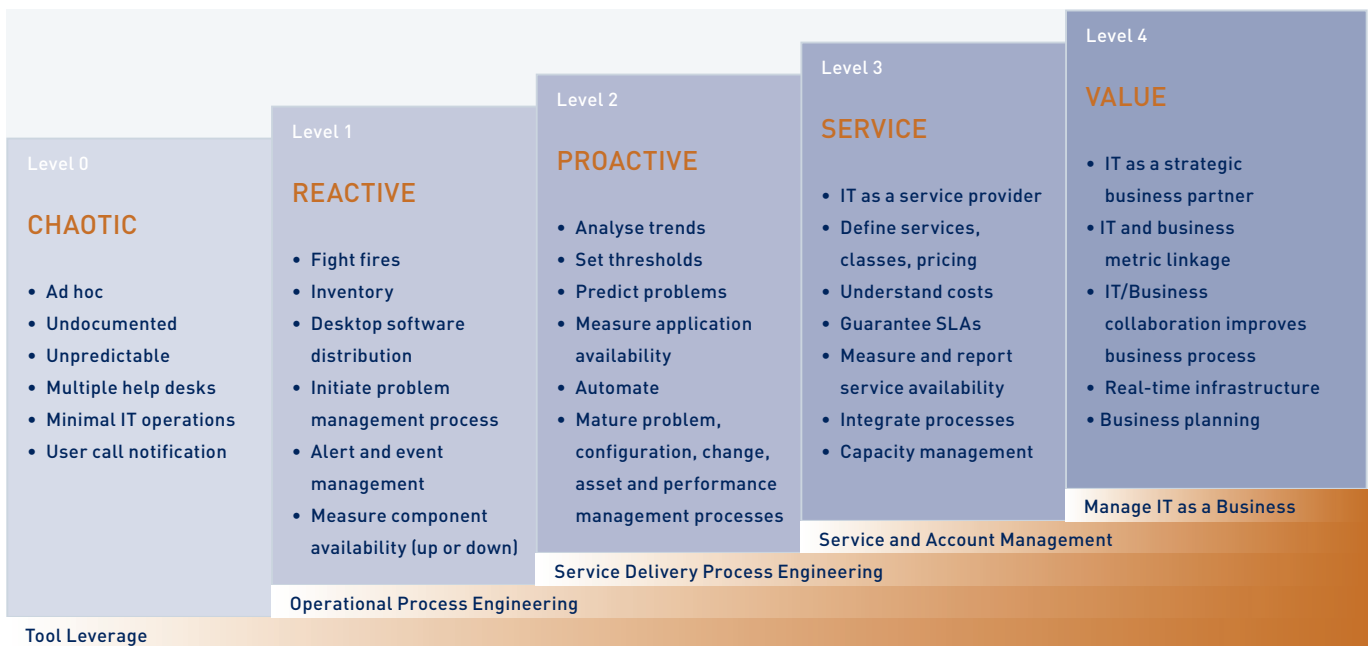 Level 0
CHAOTIC
• Ad hoc
• Undocumented
• Unpredictable
• Multiple help desks
• Minimal IT operations
• User call notification
Level 1
REACTIVE
• Fight fires
• Inventory
• Desktop software
distribution
• Initiate problem
management process
• Alert and event
management
• Measure component
availability (up or down)
Level 2
PROACTIVE
• Analyse trends
• Set thresholds
• Predict problems
• Measure application
availability
• Automate
• Mature problem,
configuration, change,
asset and performance
management processes
Level 3
SERVICE
• IT as a service provider
• Define services,
classes, pricing
• Understand costs
• Guarantee SLAs
• Measure and report
service availability
• Integrate processes
• Capacity management
Level 4
VALUE
• IT as a strategic
business partner
• IT and business
metric linkage
• IT/Business
collaboration improves
business process
• Real-time infrastructure
• Business planning
Manage IT as a Business
Service and Account Management
Service Delivery Process Engineering
Operational Process Engineering
Tool Leverage